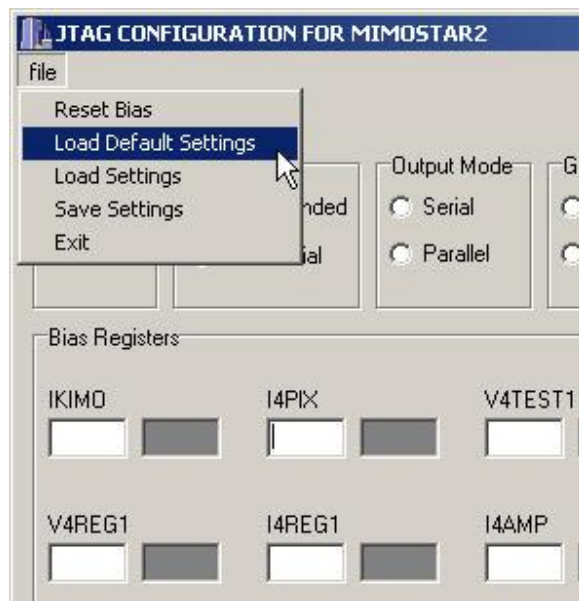 JTAG CONFIGURATION FOR MIMOSTAR2
file
Reset Bias
Load Default Settings
Load Settings
Save Settings
Exit
Output Mode
Serial
Parallel
Bias Registers
IKIMO I4PIX V4TEST1
V4REG1 I4REG1 I4AMP